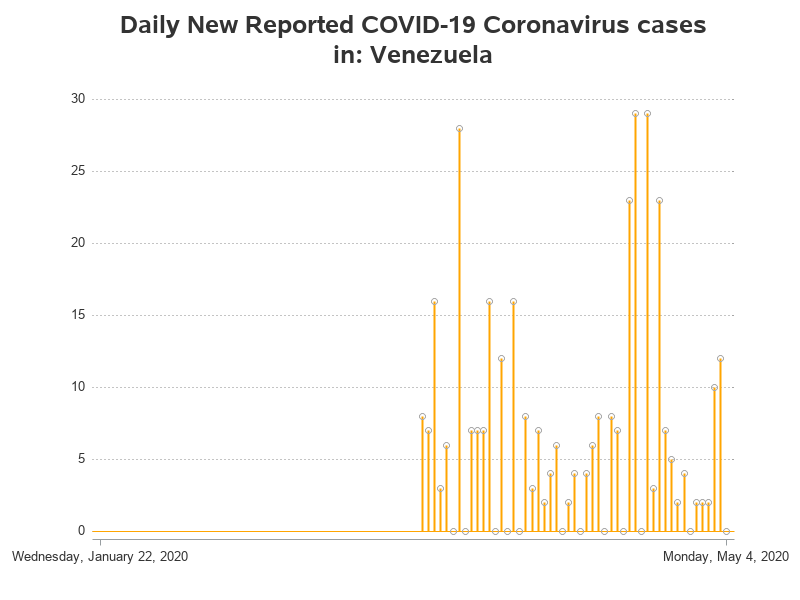 Daily New Reported COVID-19 Coronavirus cases
in: Venezuela
30
25
20
15
10
5
0
Wednesday, January 22, 2020
Monday, May 4, 2020